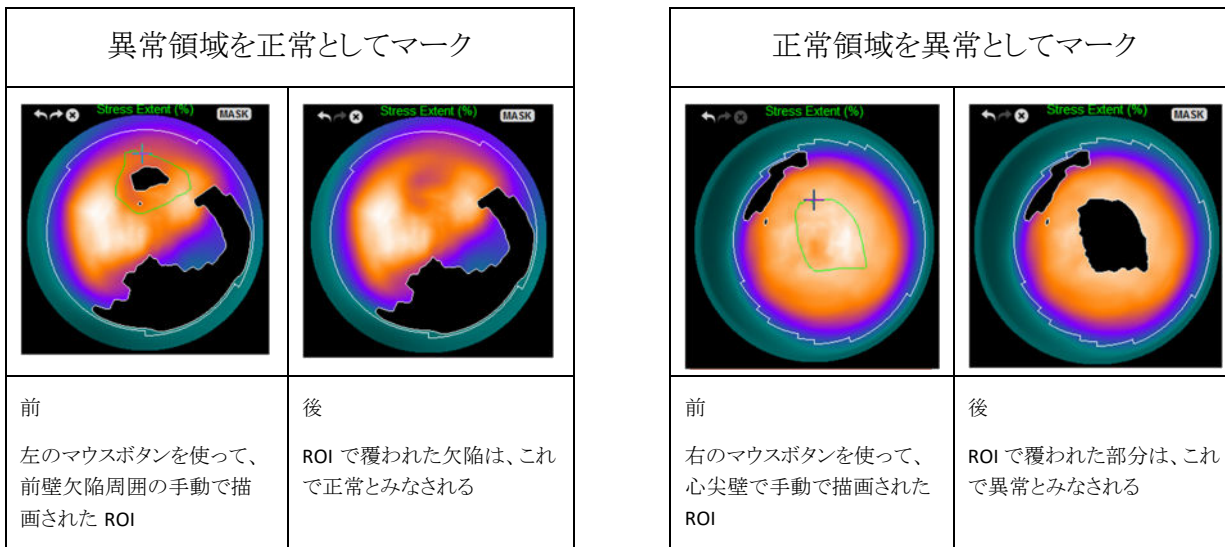 異常領域を正常としてマーク
Stress Extent (%)
MASK
Stress Extent (%)
MASK
前
左のマウスボタンを使って、
前壁欠陥周囲の手動で描
画された ROI
後
ROI で覆われた欠陥は、これ
で正常とみなされる
正常領域を異常としてマーク
Stress Extent (%)
Stress Extent (%)
MASK
前
右のマウスボタンを使って、
心尖壁で手動で描画された
ROI
後
ROI で覆われた部分は、これ
で異常とみなされる